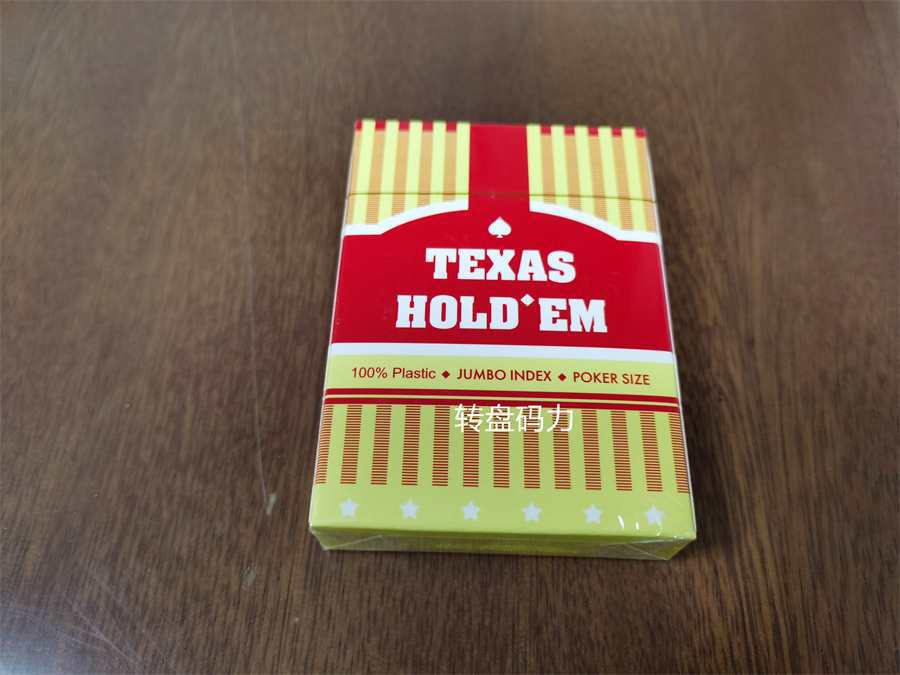 TEXAS
HOLD'EM
100% Plastic ◆ JUMBO INDEX ◆ POKER SIZE
转盘码力